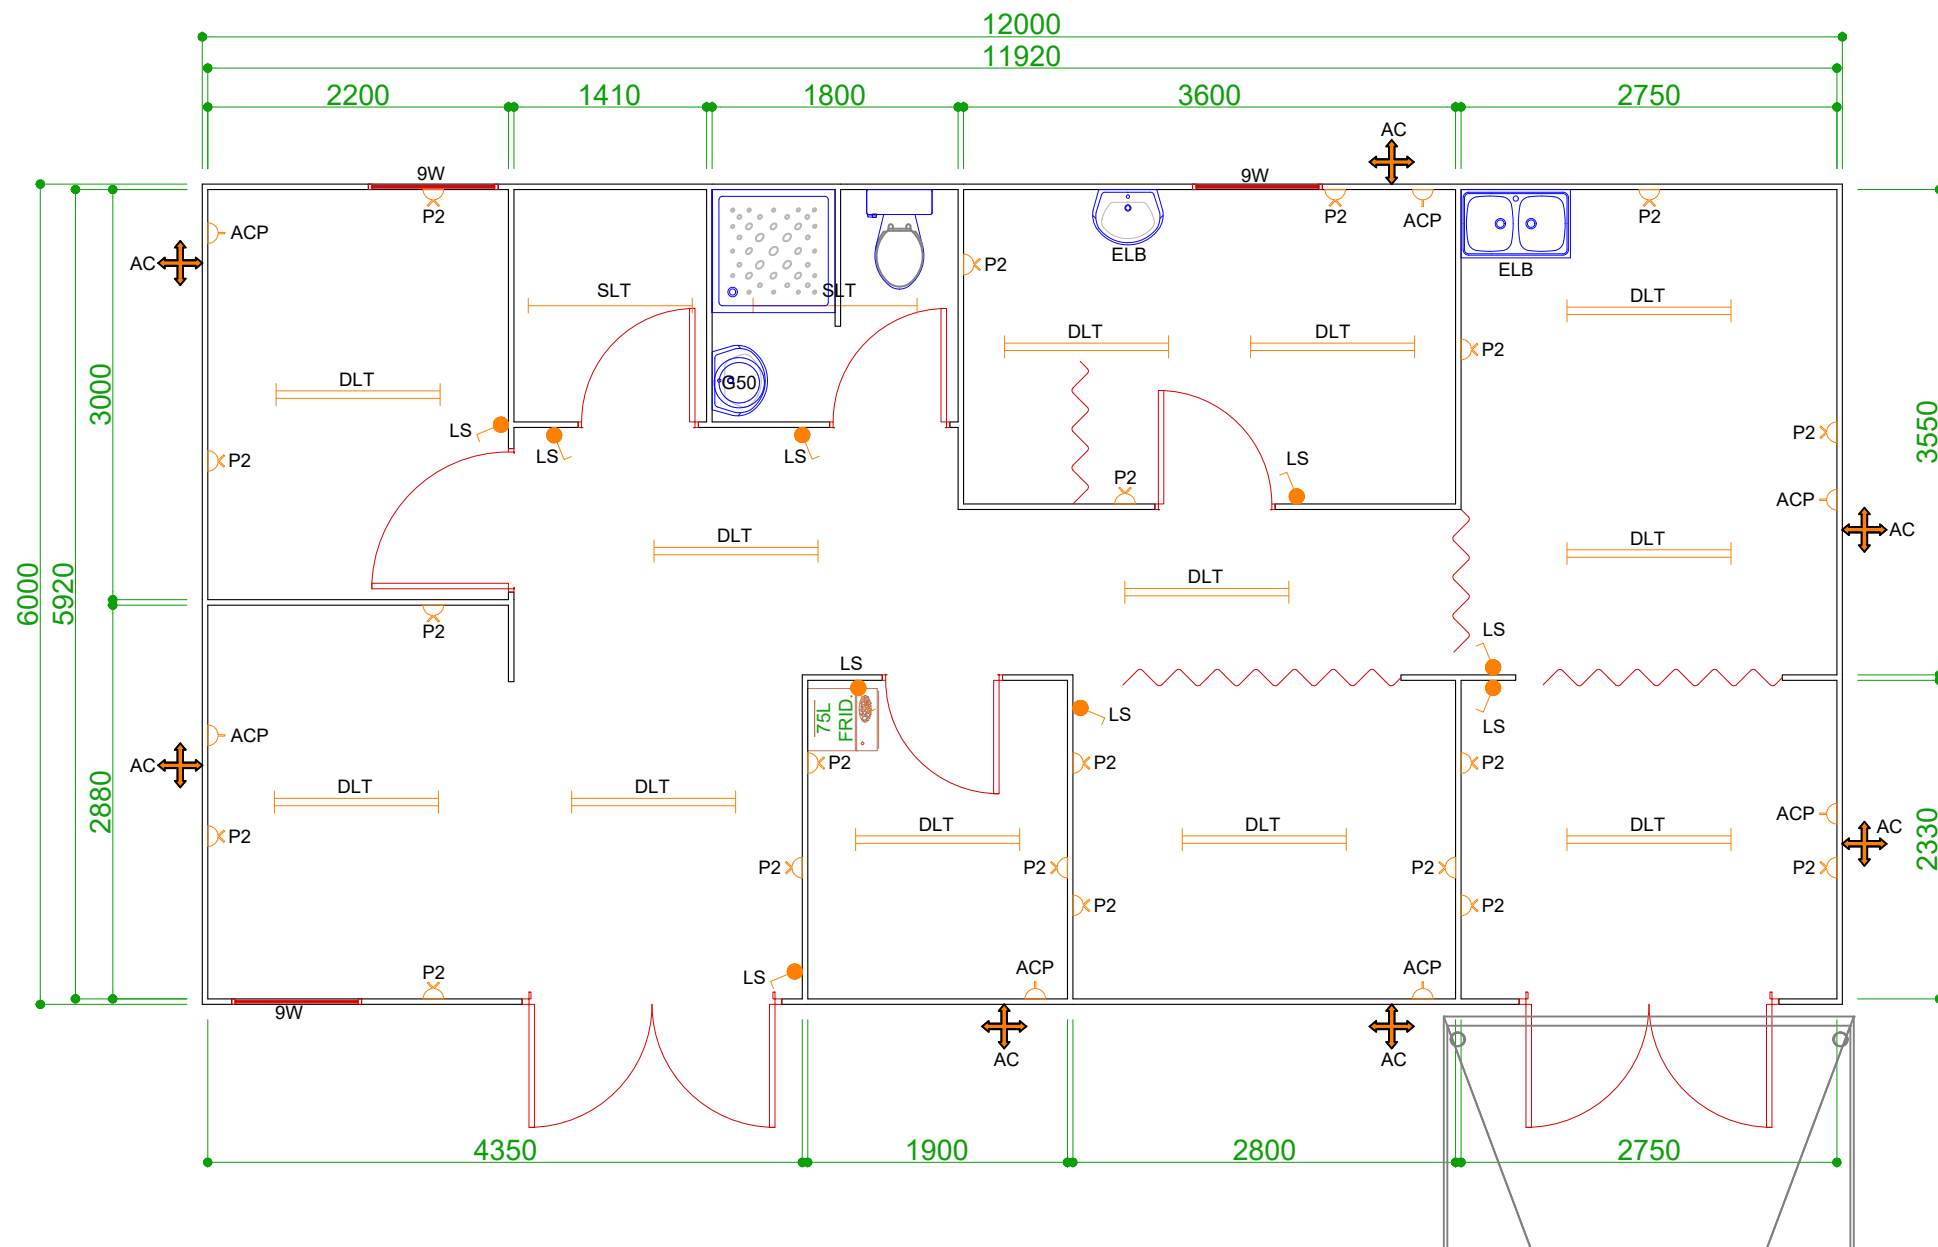 12000
11920
2200 1410 1800 3600 2750
AC
9W 9W
P2 P2 ACP P2
ACP
AC P2 ELB ELB
SLT SLT DLT
DLT DLT P2
DLT G50
LS LS LS P2
P2 LS
P2 ACP
AC
DLT DLT
DLT
3000 3550
6000 5920
P2 LS
LS
75L
FRID.
LS LS
ACP P2 P2 P2
AC
DLT DLT DLT DLT DLT
ACP AC
2880 2330
P2 P2 P2 P2 P2
P2 P2
P2 LS ACP ACP
9W
AC AC
4350 1900 2800 2750